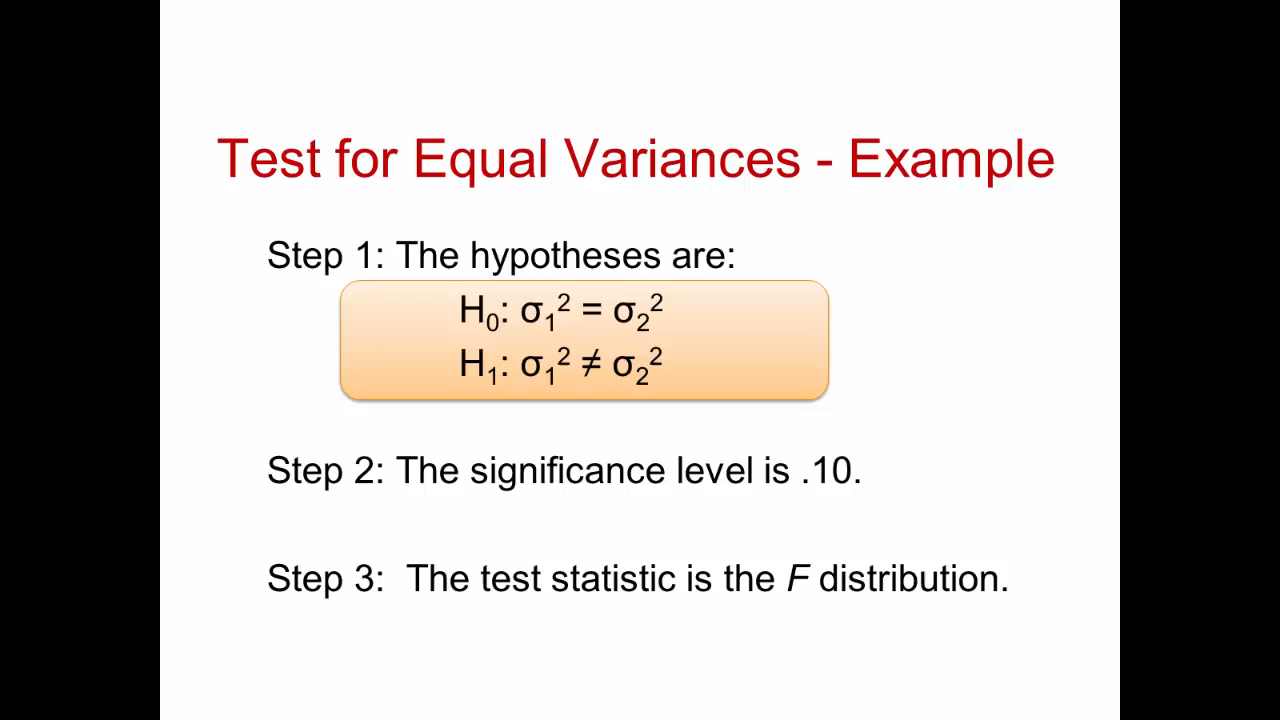 Test for Equal Variances - Example
Step 1: The hypotheses are:
H₀: σ₁² = σ₂²
H₁: σ₁² ≠ σ₂²
Step 2: The significance level is .10.
Step 3: The test statistic is the F distribution.